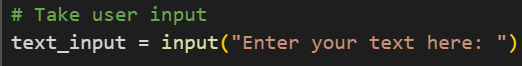 # Take user input
text_input = input("Enter your text here: ")